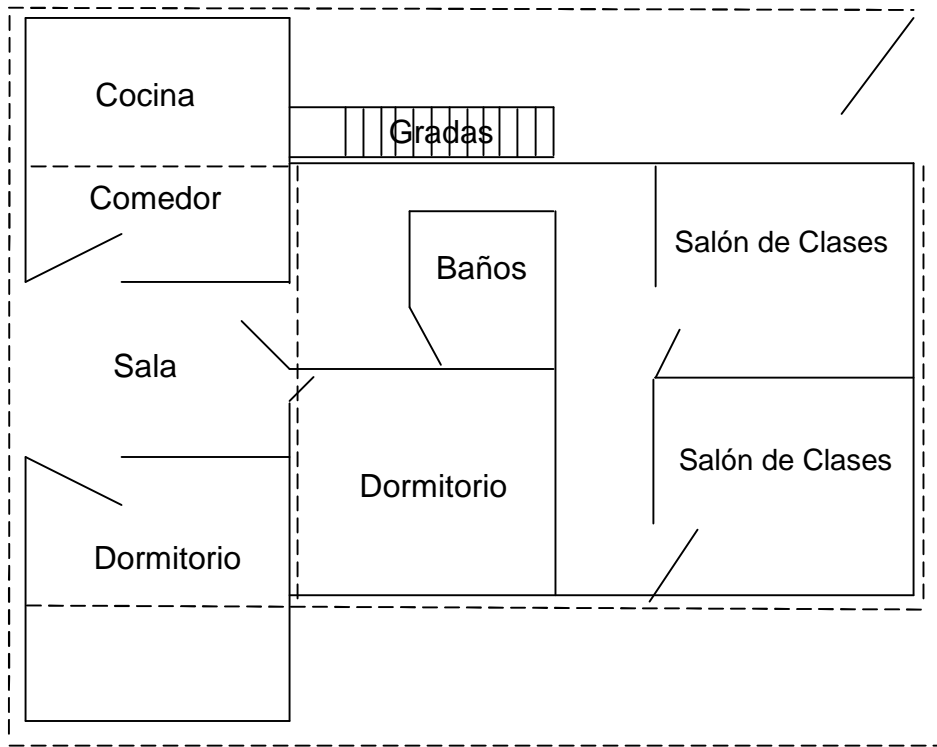 Cocina
Gradas
Comedor
Salón de Clases
Baños
Sala
Salón de Clases
Dormitorio
Dormitorio